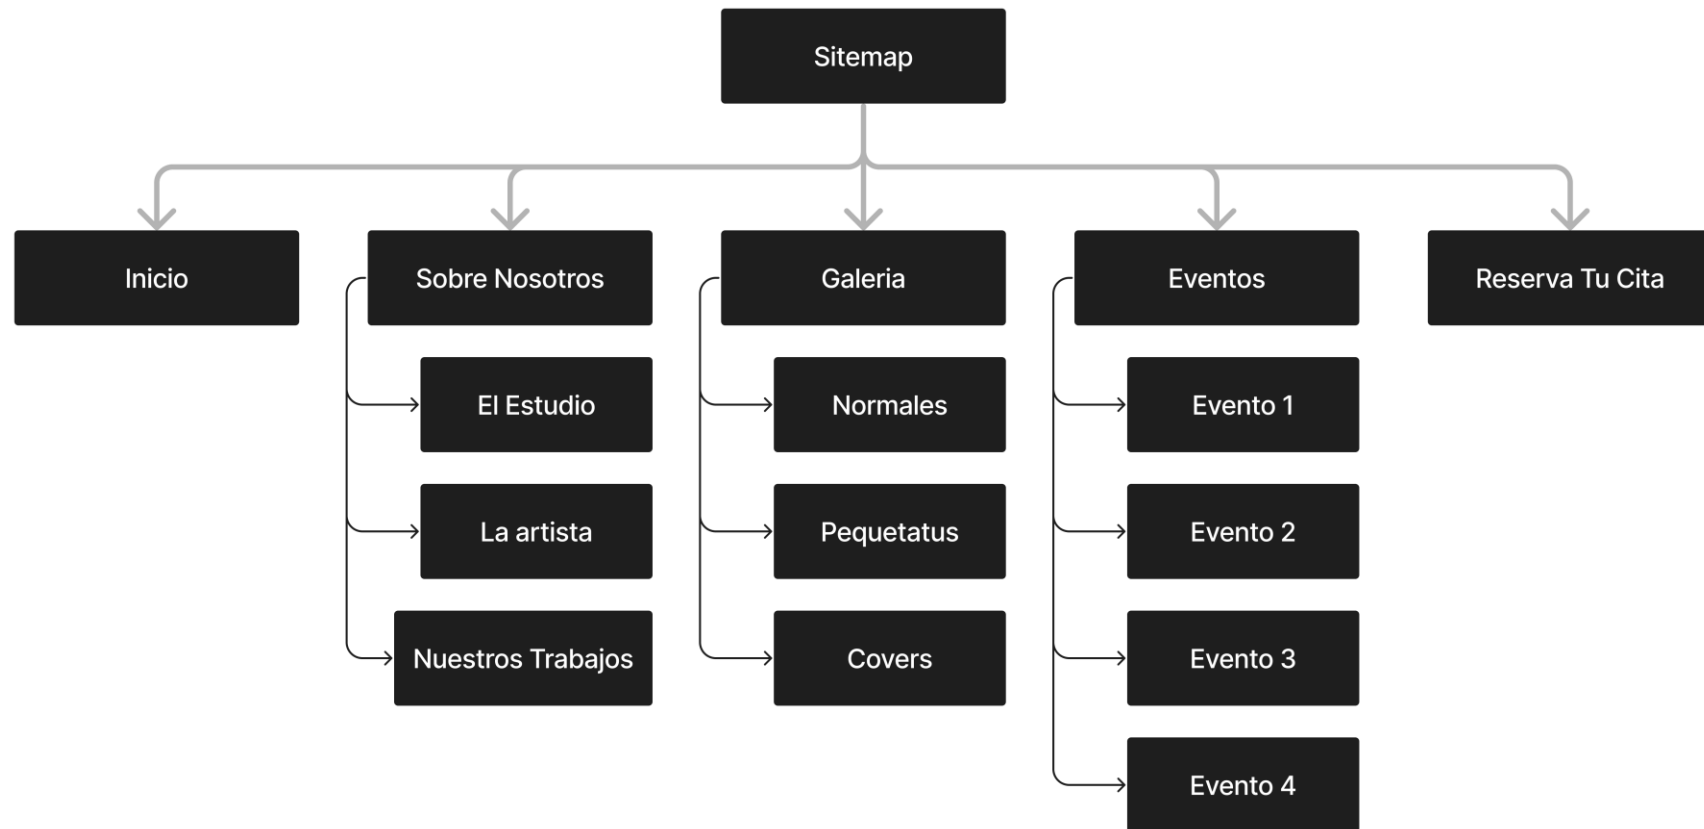 Sitemap
Inicio
Sobre Nosotros
Galeria
Eventos
Reserva Tu Cita
El Estudio
Normales
Evento 1
La artista
Pequetatus
Evento 2
Nuestros Trabajos
Covers
Evento 3
Evento 4